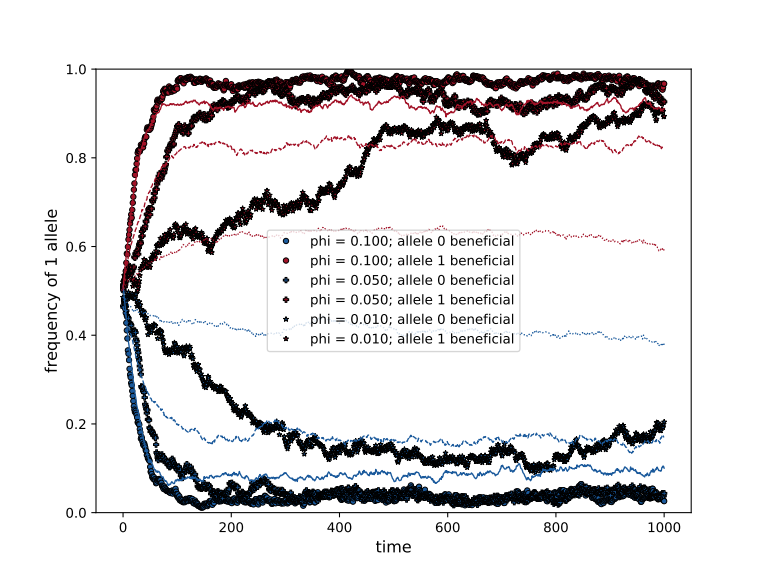 1.0
0.8
0.6
0.4
0.2
0.0
frequency of 1 allele
phi = 0.100; allele 0 beneficial
phi = 0.100; allele 1 beneficial
phi = 0.050; allele 0 beneficial
phi = 0.050; allele 1 beneficial
phi = 0.010; allele 0 beneficial
phi = 0.010; allele 1 beneficial
0 200 400 600 800 1000
time